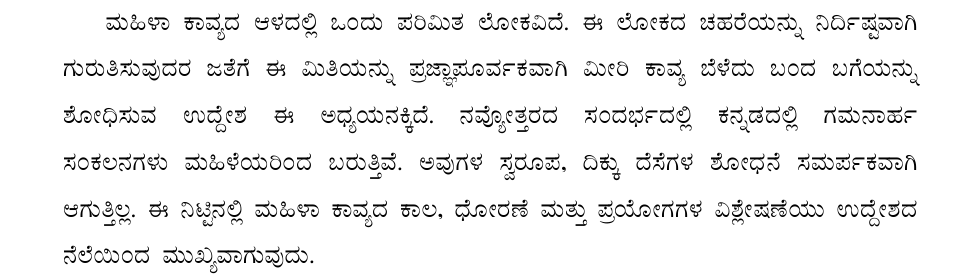 ಮಹಿಳಾ ಕಾವ್ಯದ ಆಳದಲ್ಲಿ ಒಂದು ಪರಿಮಿತ ಲೋಕವಿದೆ. ಈ ಲೋಕದ ಚಹರೆಯನ್ನು ನಿರ್ದಿಷ್ಟವಾಗಿ
ಗುರುತಿಸುವುದರ ಜತೆಗೆ ಈ ಮಿತಿಯನ್ನು ಪ್ರಜ್ಞಾಪೂರ್ವಕವಾಗಿ ಮೀರಿ ಕಾವ್ಯ ಬೆಳೆದು ಬಂದ ಬಗೆಯನ್ನು
ಶೋಧಿಸುವ ಉದ್ದೇಶ ಈ ಅಧ್ಯಯನಕ್ಕಿದೆ. ನವ್ಯೋತ್ತರದ ಸಂದರ್ಭದಲ್ಲಿ ಕನ್ನಡದಲ್ಲಿ ಗಮನಾರ್ಹ
ಸಂಕಲನಗಳು ಮಹಿಳೆಯರಿಂದ ಬರುತ್ತಿವೆ. ಅವುಗಳ ಸ್ವರೂಪ, ದಿಕ್ಕು ದೆಸೆಗಳ ಶೋಧನೆ ಸಮರ್ಪಕವಾಗಿ
ಆಗುತ್ತಿಲ್ಲ. ಈ ನಿಟ್ಟಿನಲ್ಲಿ ಮಹಿಳಾ ಕಾವ್ಯದ ಕಾಲ, ಧೋರಣೆ ಮತ್ತು ಪ್ರಯೋಗಗಳ ವಿಶ್ಲೇಷಣೆಯು ಉದ್ದೇಶದ
ನೆಲೆಯಿಂದ ಮುಖ್ಯವಾಗುವುದು.